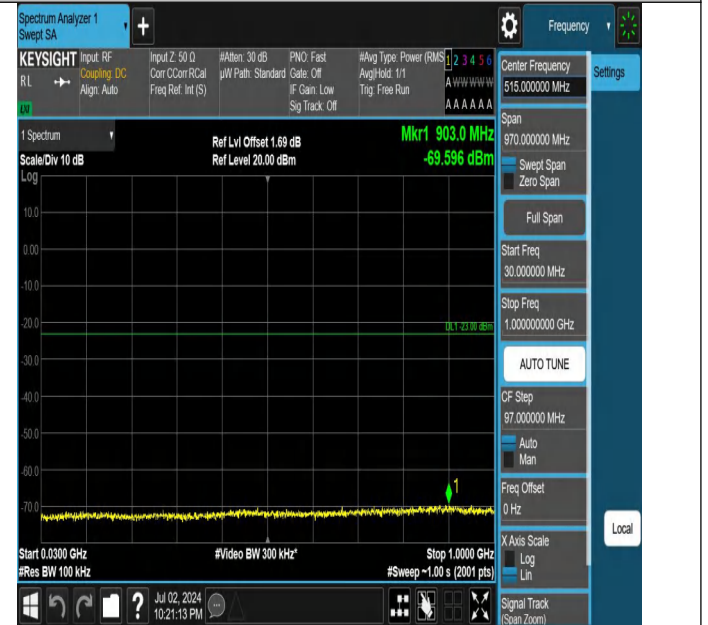 Spectrum Analyzer 1
Swept SA
Frequency
KEYSIGHT
RL
LXI
Input: RF
Coupling: DC
Align: Auto
Input Z: 50 Ω
Corr CCorr RCal
Freq Ref: Int (S)
#Atten: 30 dB
µW Path: Standard
PNO: Fast
Gate: Off
IF Gain: Low
Sig Track: Off
#Avg Type: Power (RMS
Avg|Hold: 1/1
Trig: Free Run
1 2 3 4 5 6
A W W W W W
A A A A A A
Center Frequency
515.000000 MHz
Settings
Span
970.000000 MHz
Swept Span
Zero Span
Full Span
Start Freq
30.000000 MHz
Stop Freq
1.000000000 GHz
AUTO TUNE
CF Step
97.000000 MHz
Auto
Man
Freq Offset
0 Hz
X Axis Scale
Log
Lin
Local
Signal Track
(Span Zoom)
1 Spectrum
Scale/Div 10 dB
Log
Ref Lvl Offset 1.69 dB
Ref Level 20.00 dBm
Mkr1 903.0 MHz
-69.596 dBm
10.0
0.00
-10.0
-20.0
DL1 -23.00 dBm
-30.0
-40.0
-50.0
-60.0
-70.0
1
Start 0.0300 GHz
#Res BW 100 kHz
#Video BW 300 kHz*
Stop 1.0000 GHz
#Sweep ~1.00 s (2001 pts)
?
Jul 02, 2024
10:21:13 PM